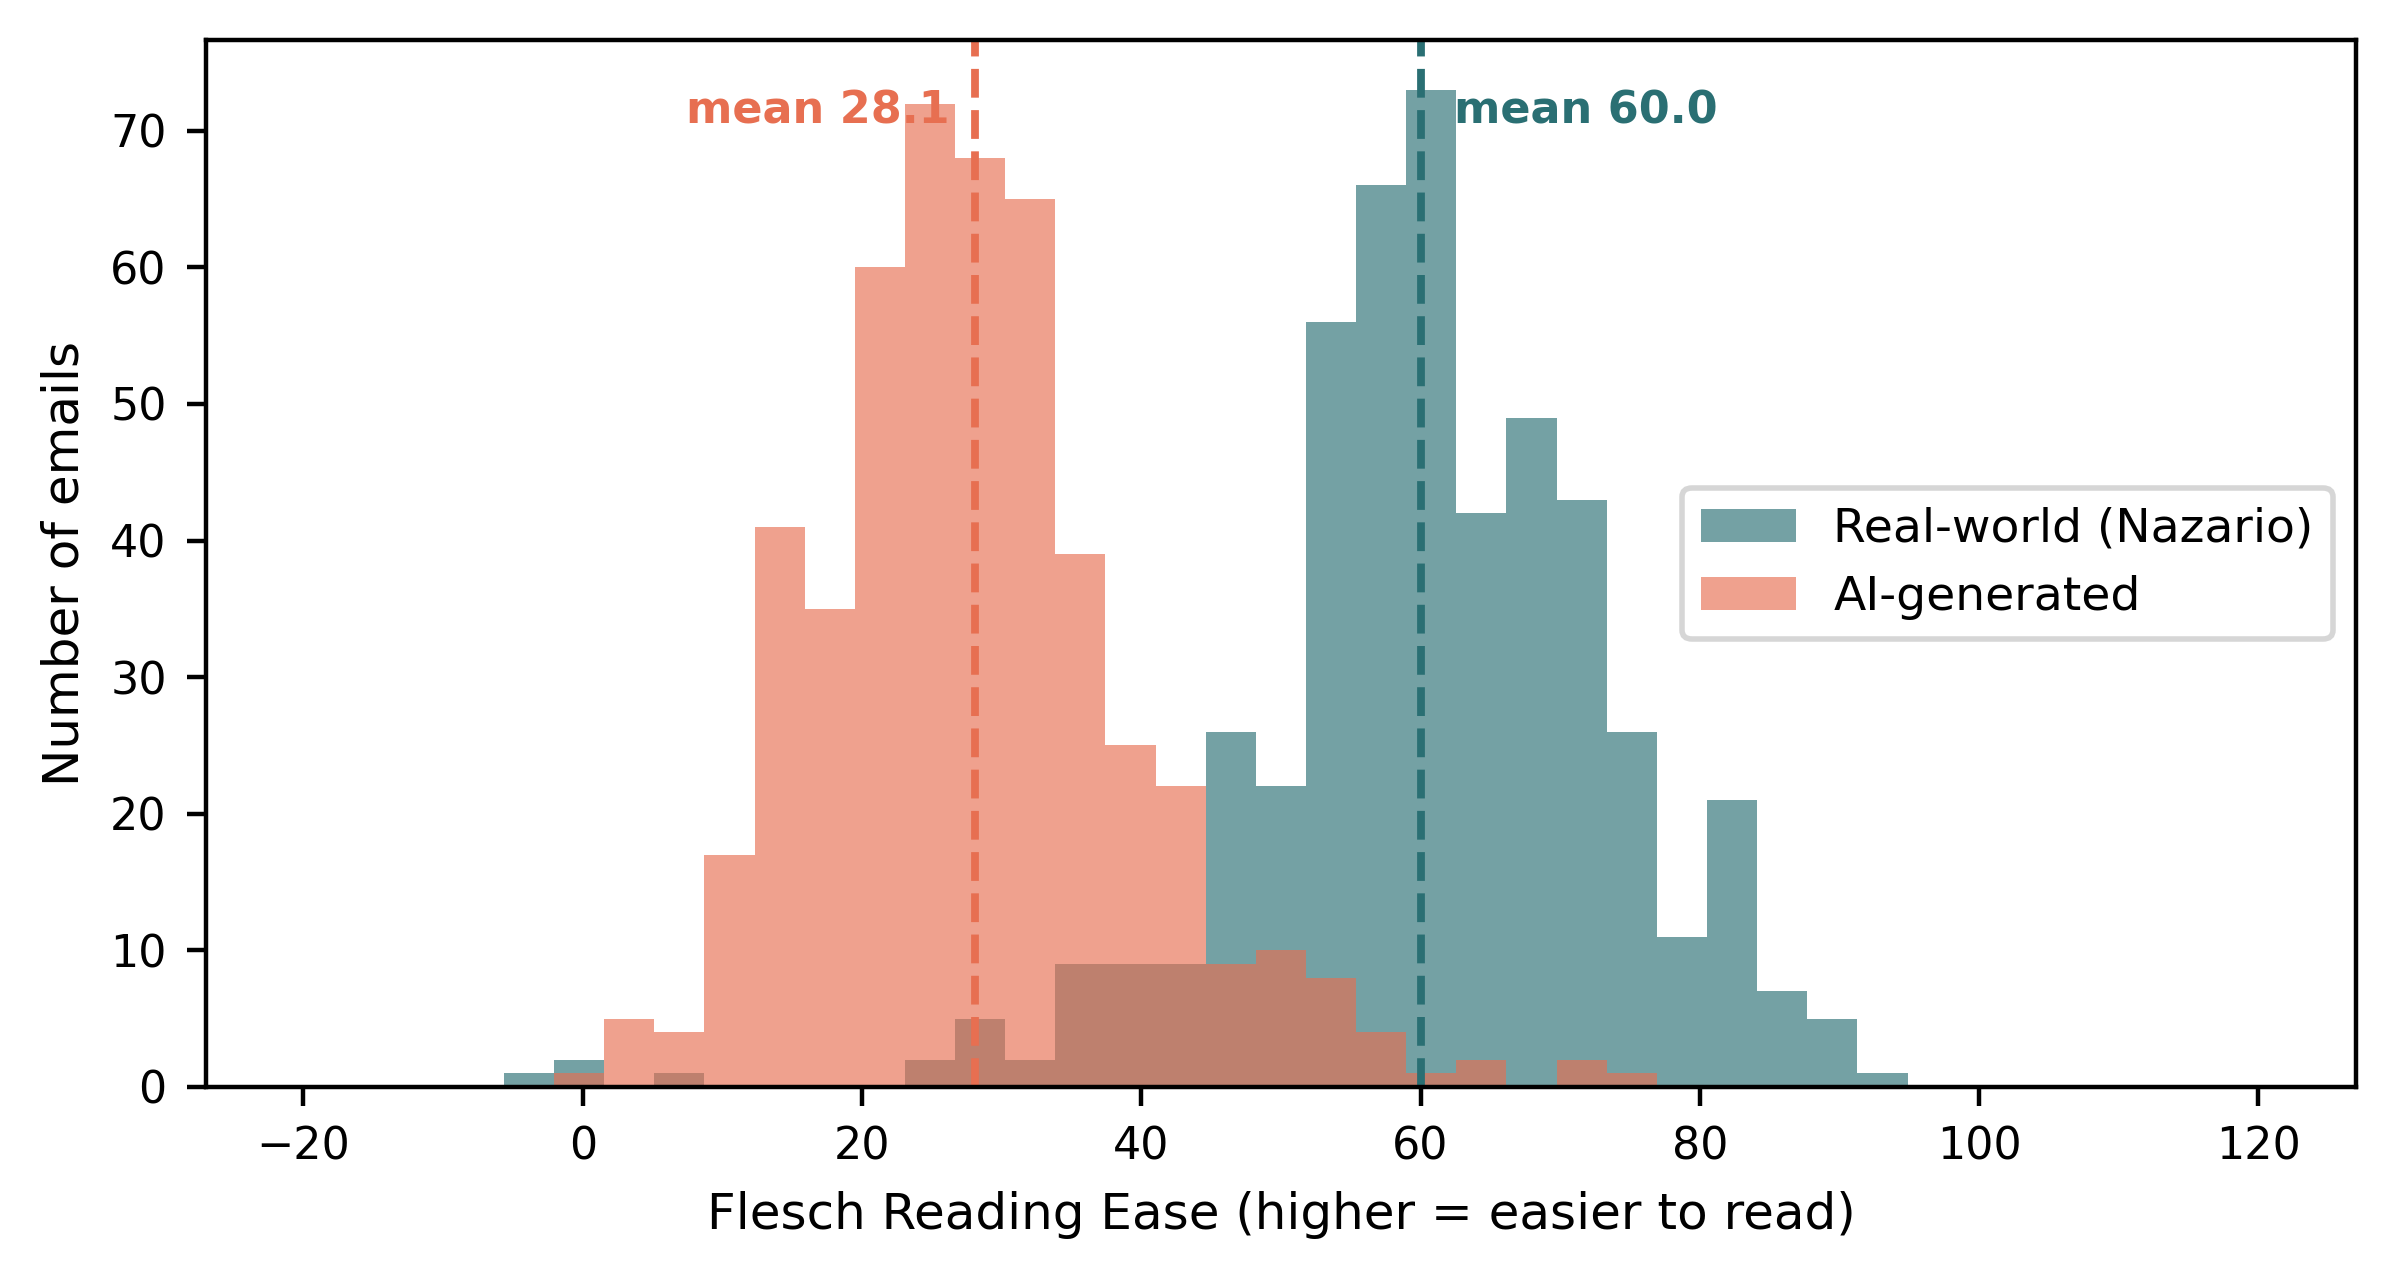 mean 28.1
mean 60.0
70
60
50
40
30
20
10
0
Number of emails
Real-world (Nazario)
AI-generated
−20
0
20
40
60
80
100
120
Flesch Reading Ease (higher = easier to read)